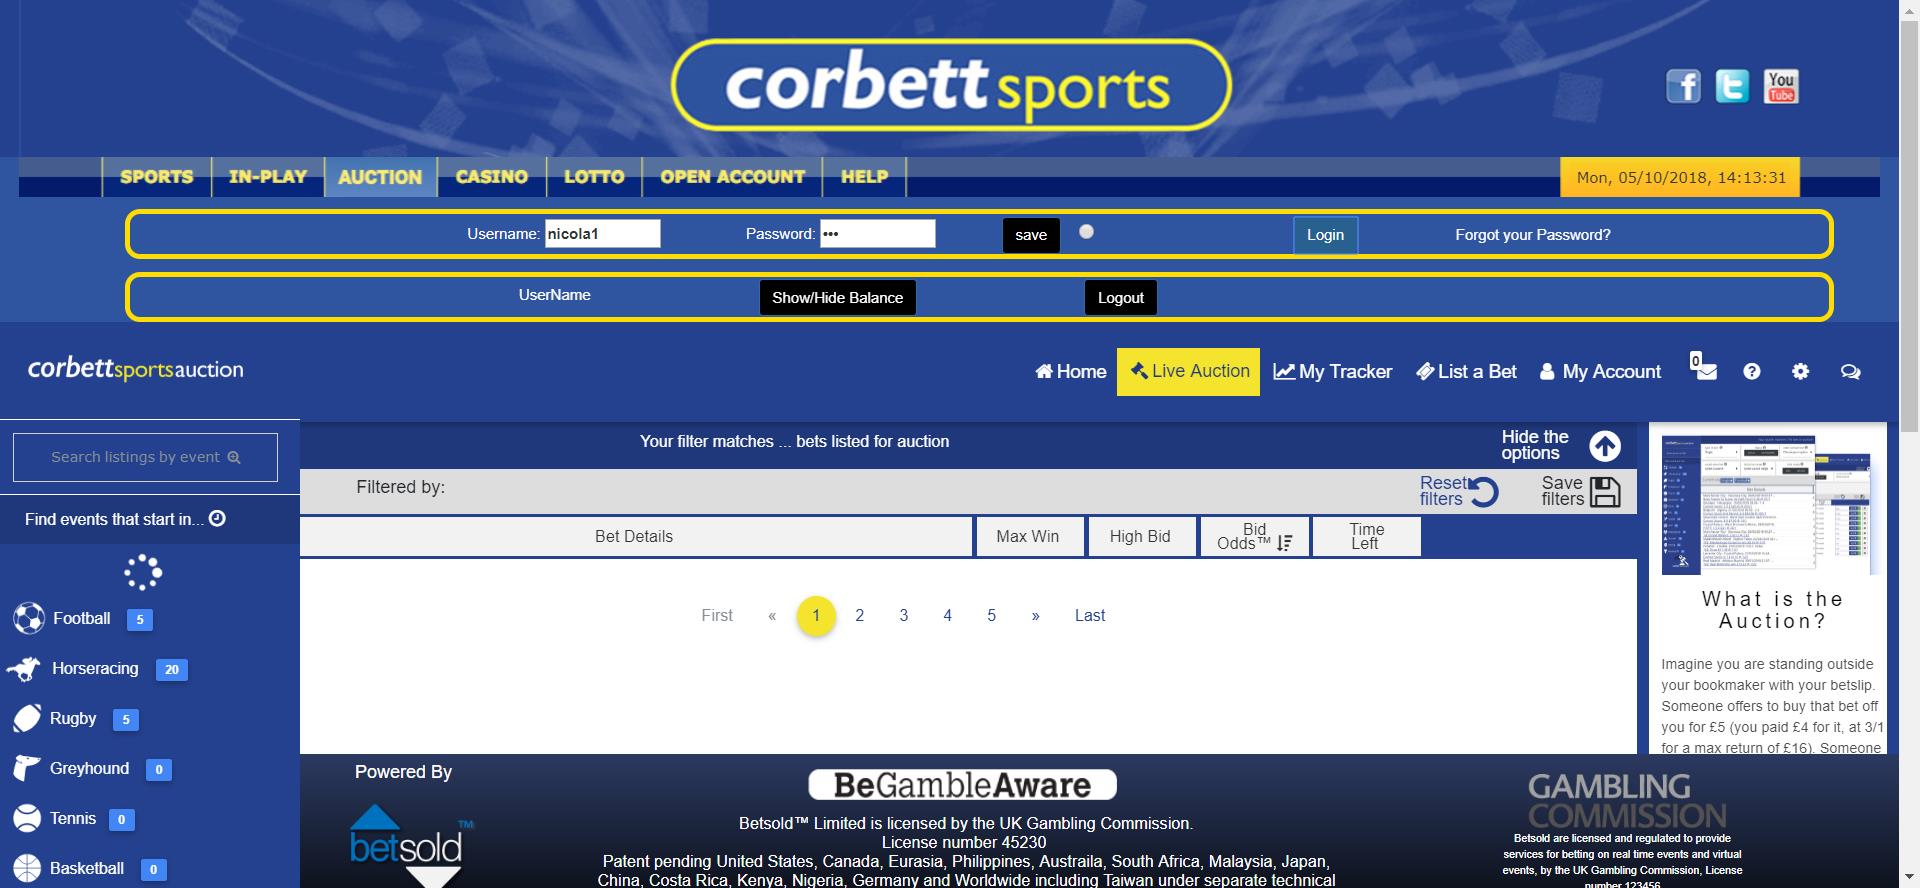 corbettsports
You
Tube
SPORTS IN-PLAY AUCTION CASINO LOTTO OPEN ACCOUNT HELP
Mon, 05/10/2018, 14:13:31
Username: nicola1 Password: ••• save Login Forgot your Password?
UserName Show/Hide Balance Logout
corbettsportsauction
Home Live Auction My Tracker List a Bet My Account 0
Search listings by event
Find events that start in...
Football 5
Horseracing 20
Rugby 5
Greyhound 0
Tennis 0
Basketball 0
Your filter matches ... bets listed for auction
Hide the
options
Filtered by:
Reset
filters
Save
filters
Bet Details
Max Win
High Bid
Bid
Odds™
Time
Left
First « 1 2 3 4 5 » Last
What is the
Auction?
Imagine you are standing outside
your bookmaker with your betslip.
Someone offers to buy that bet off
you for £5 (you paid £4 for it, at 3/1
for a max return of £16). Someone
Powered By
betsold™
BeGambleAware
Betsold™ Limited is licensed by the UK Gambling Commission.
License number 45230
Patent pending United States, Canada, Eurasia, Philippines, Austraila, South Africa, Malaysia, Japan,
China, Costa Rica, Kenya, Nigeria, Germany and Worldwide including Taiwan under separate technical
GAMBLING
COMMISSION
Betsold are licensed and regulated to provide
services for betting on real time events and virtual
events, by the UK Gambling Commission, License
number 123456